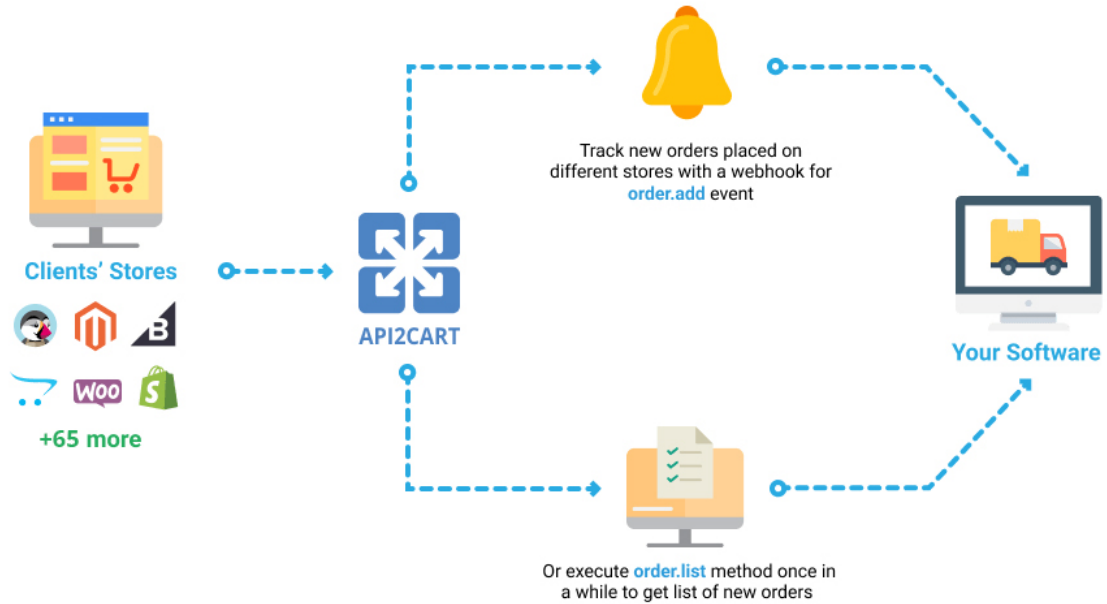 Track new orders placed on
different stores with a webhook for
order.add event
Clients’ Stores
B
WOO
S
+65 more
API2CART
Your Software
Or execute order.list method once in
a while to get list of new orders